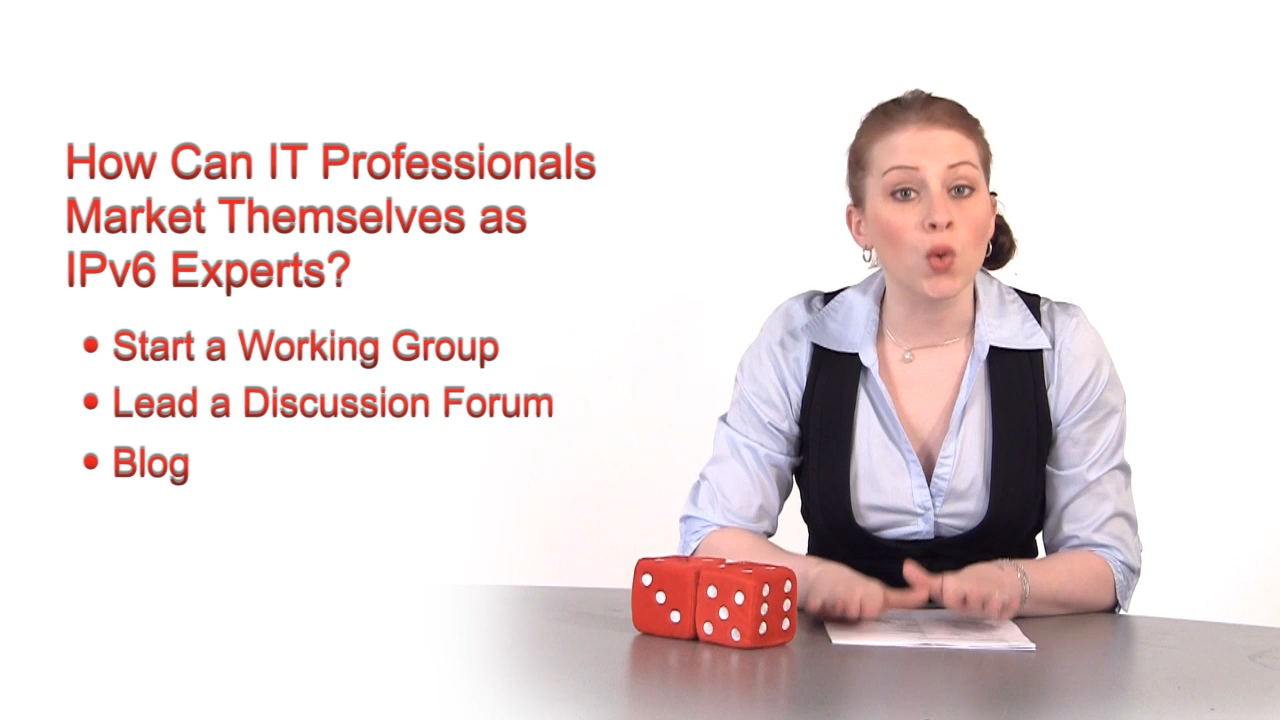 How Can IT Professionals
Market Themselves as
IPv6 Experts?
• Start a Working Group
• Lead a Discussion Forum
• Blog